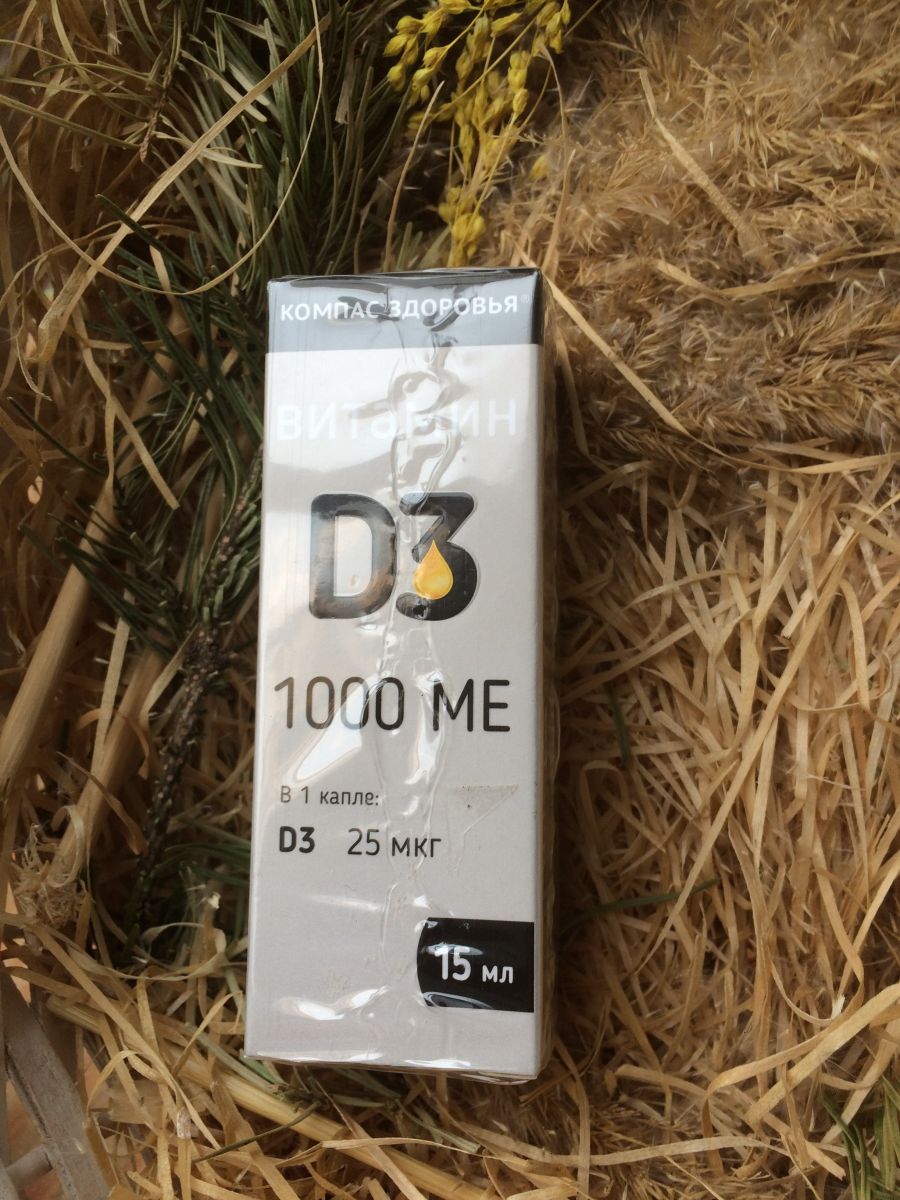 КОМПАС ЗДОРОВЬЯ®
ВИТАМИН
D3
1000 МЕ
В 1 капле:
D3 25 мкг
15 мл